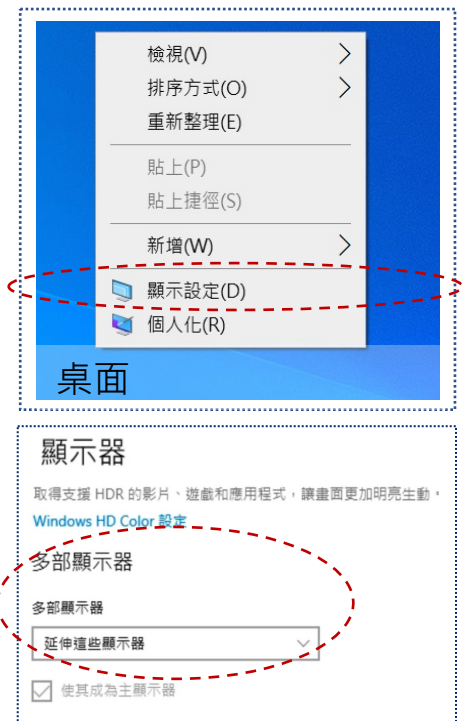 檢視(V)
排序方式(O)
重新整理(E)
貼上(P)
貼上捷徑(S)
新增(W)
顯示設定(D)
個人化(R)
桌面
顯示器
取得支援 HDR 的影片、遊戲和應用程式，讓畫面更加明亮生動。
Windows HD Color 設定
多部顯示器
多部顯示器
延伸這些顯示器
使其成為主顯示器